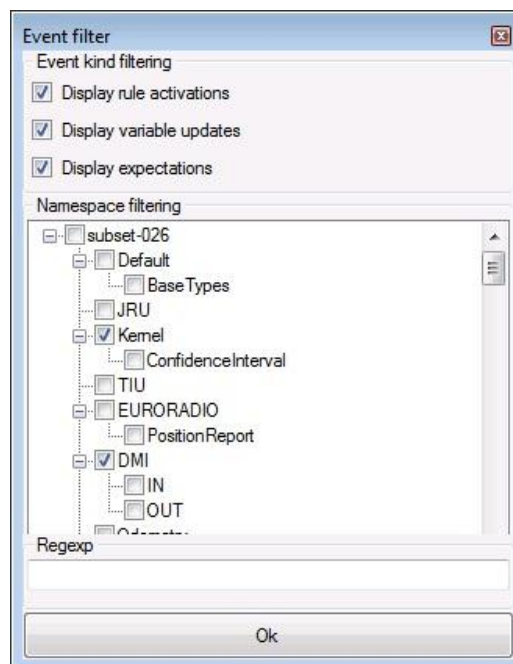 Event filter
Event kind filtering
Display rule activations
Display variable updates
Display expectations
Namespace filtering
subset-026
Default
BaseTypes
JRU
Kernel
ConfidenceInterval
TIU
EURORADIO
PositionReport
DMI
IN
OUT
Odometry
Regexp
Ok